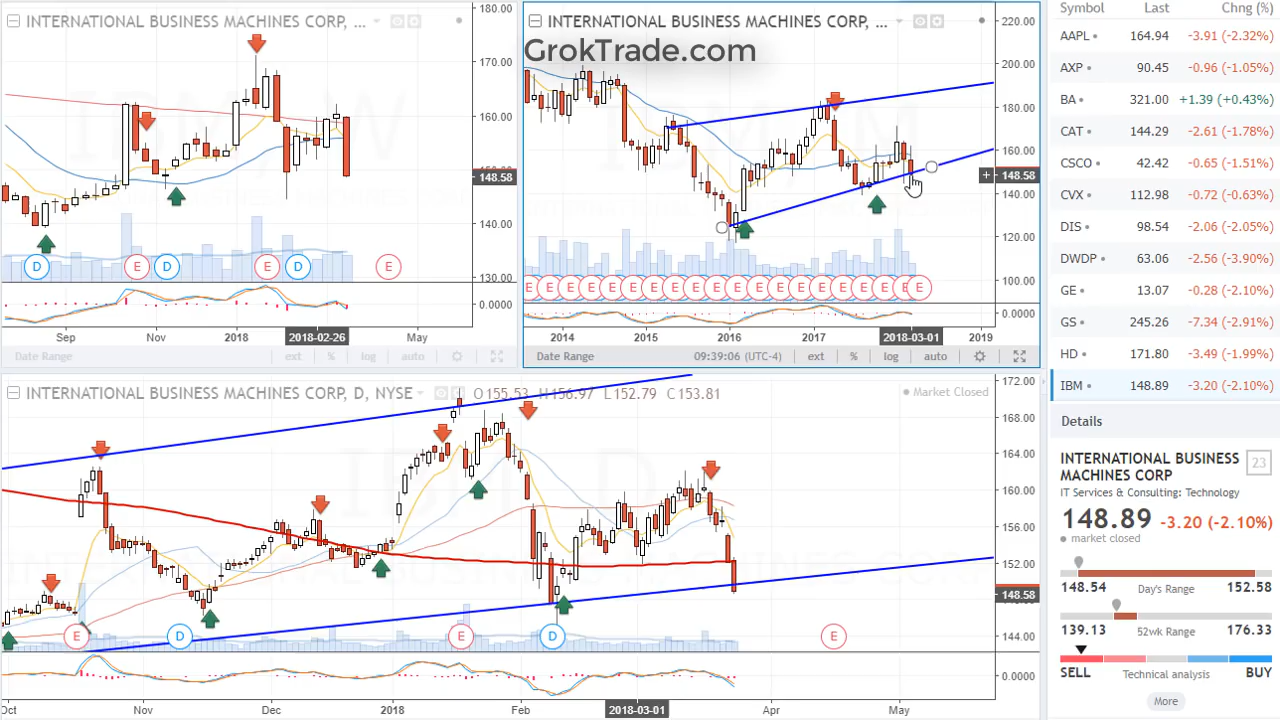 INTERNATIONAL BUSINESS MACHINES CORP, ...
180.00
170.00
160.00
148.58
140.00
130.00
D E D E D E
0.0000
Sep Nov 2018 2018-02-26 May
Date Range ext % log auto
INTERNATIONAL BUSINESS MACHINES CORP, ...
GrokTrade.com
220.00
200.00
180.00
160.00
148.58
140.00
120.00
100.00
E E E E E E E E E E E E E E E E E E E
0.0000
2014 2015 2016 2017 2018-03-01 2019
Date Range 09:39:06 (UTC-4) ext % log auto
INTERNATIONAL BUSINESS MACHINES CORP, D, NYSE O155.53 H156.97 L152.79 C153.81 Market Closed
172.00
168.00
164.00
160.00
156.00
152.00
148.58
144.00
E D E D E
0.0000
Oct Nov Dec 2018 Feb 2018-03-01 Apr May
Symbol Last Chng (%)
AAPL 164.94 -3.91 (-2.32%)
AXP 90.45 -0.96 (-1.05%)
BA 321.00 +1.39 (+0.43%)
CAT 144.29 -2.61 (-1.78%)
CSCO 42.42 -0.65 (-1.51%)
CVX 112.98 -0.72 (-0.63%)
DIS 98.54 -2.06 (-2.05%)
DWDP 63.06 -2.56 (-3.90%)
GE 13.07 -0.28 (-2.10%)
GS 245.26 -7.34 (-2.91%)
HD 171.80 -3.49 (-1.99%)
IBM 148.89 -3.20 (-2.10%)
Details
INTERNATIONAL BUSINESS 23
MACHINES CORP
IT Services & Consulting: Technology
148.89 -3.20 (-2.10%)
market closed
148.54 Day's Range 152.58
139.13 52wk Range 176.33
SELL Technical analysis BUY
More